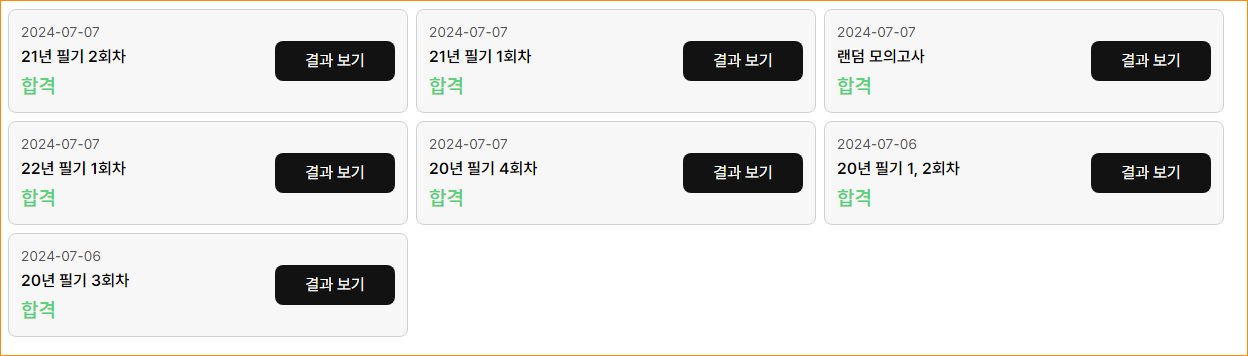 2024-07-07
21년 필기 2회차
합격
결과 보기
2024-07-07
21년 필기 1회차
합격
결과 보기
2024-07-07
랜덤 모의고사
합격
결과 보기
2024-07-07
22년 필기 1회차
합격
결과 보기
2024-07-07
20년 필기 4회차
합격
결과 보기
2024-07-06
20년 필기 1, 2회차
합격
결과 보기
2024-07-06
20년 필기 3회차
합격
결과 보기